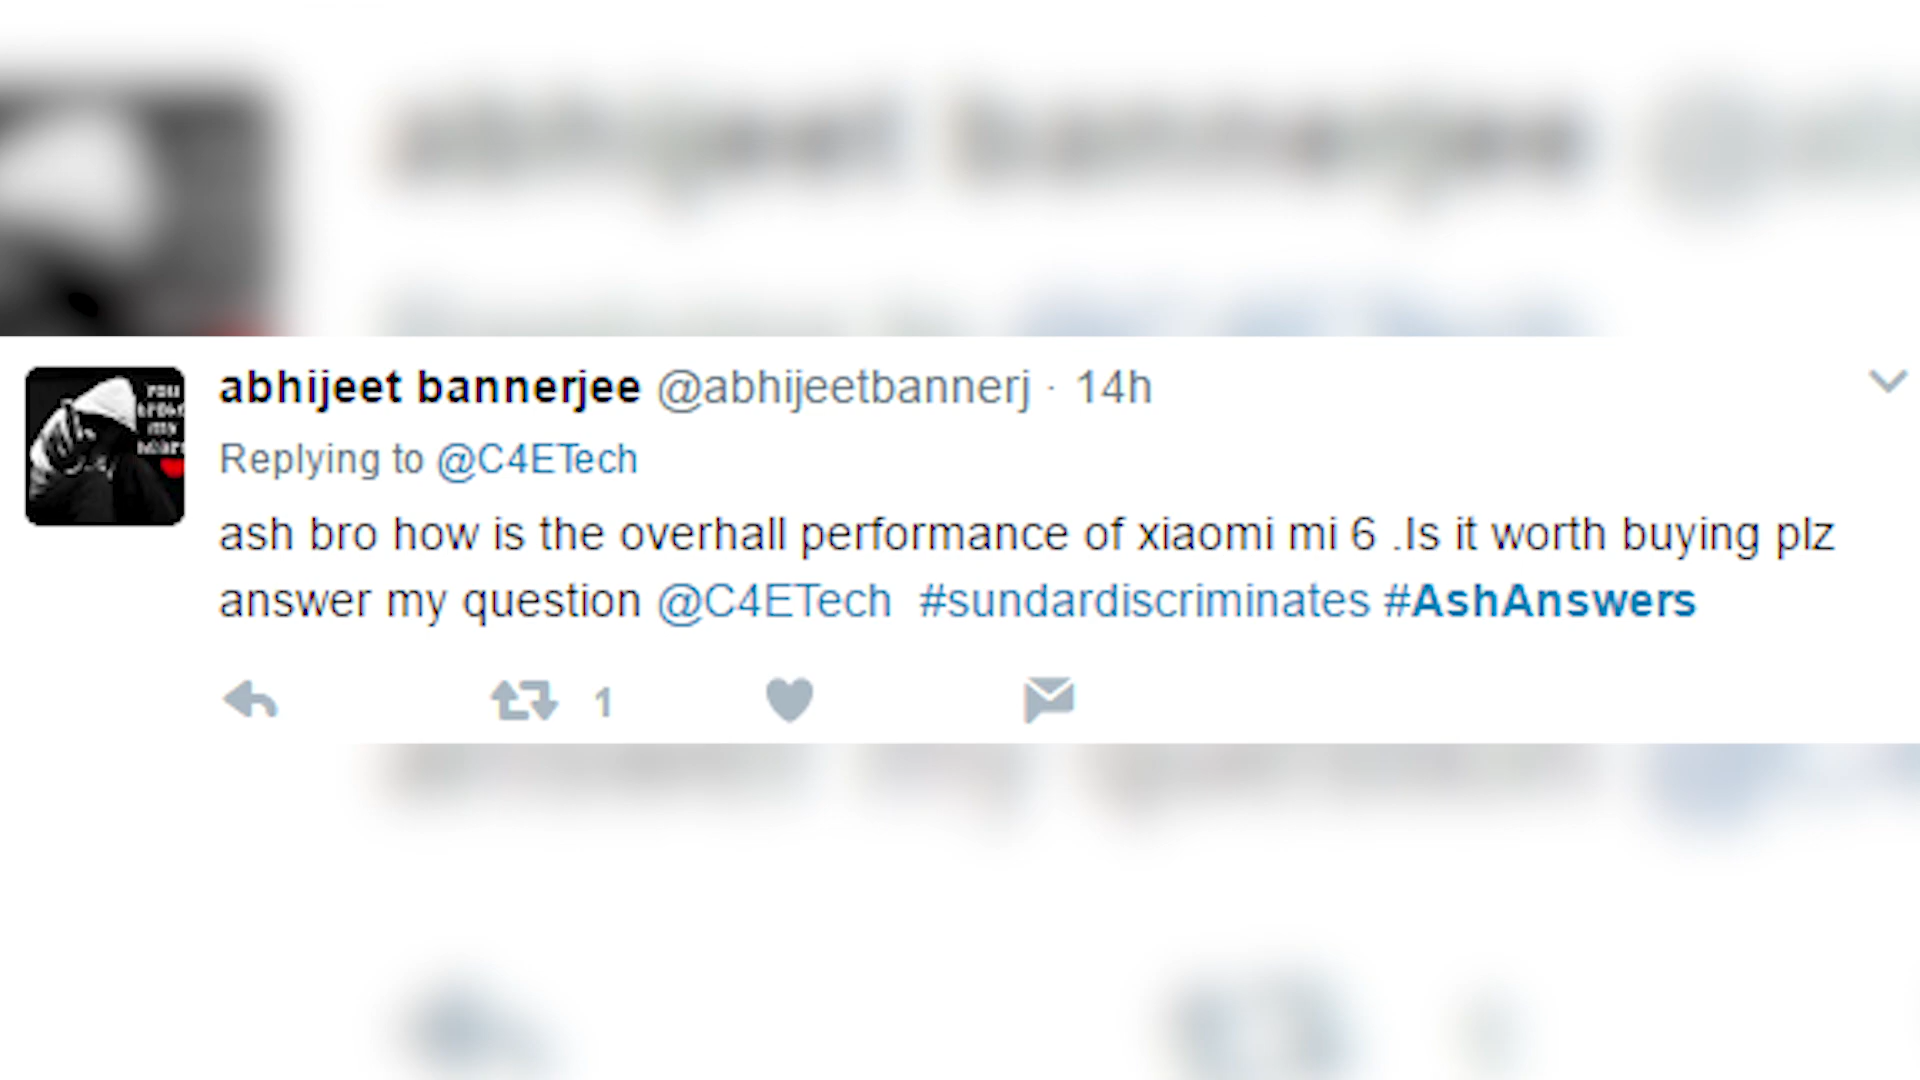 abhijeet bannerjee @abhijeetbannerj · 14h
Replying to @C4ETech
ash bro how is the overhall performance of xiaomi mi 6 .Is it worth buying plz
answer my question @C4ETech #sundardiscriminates #AshAnswers
1